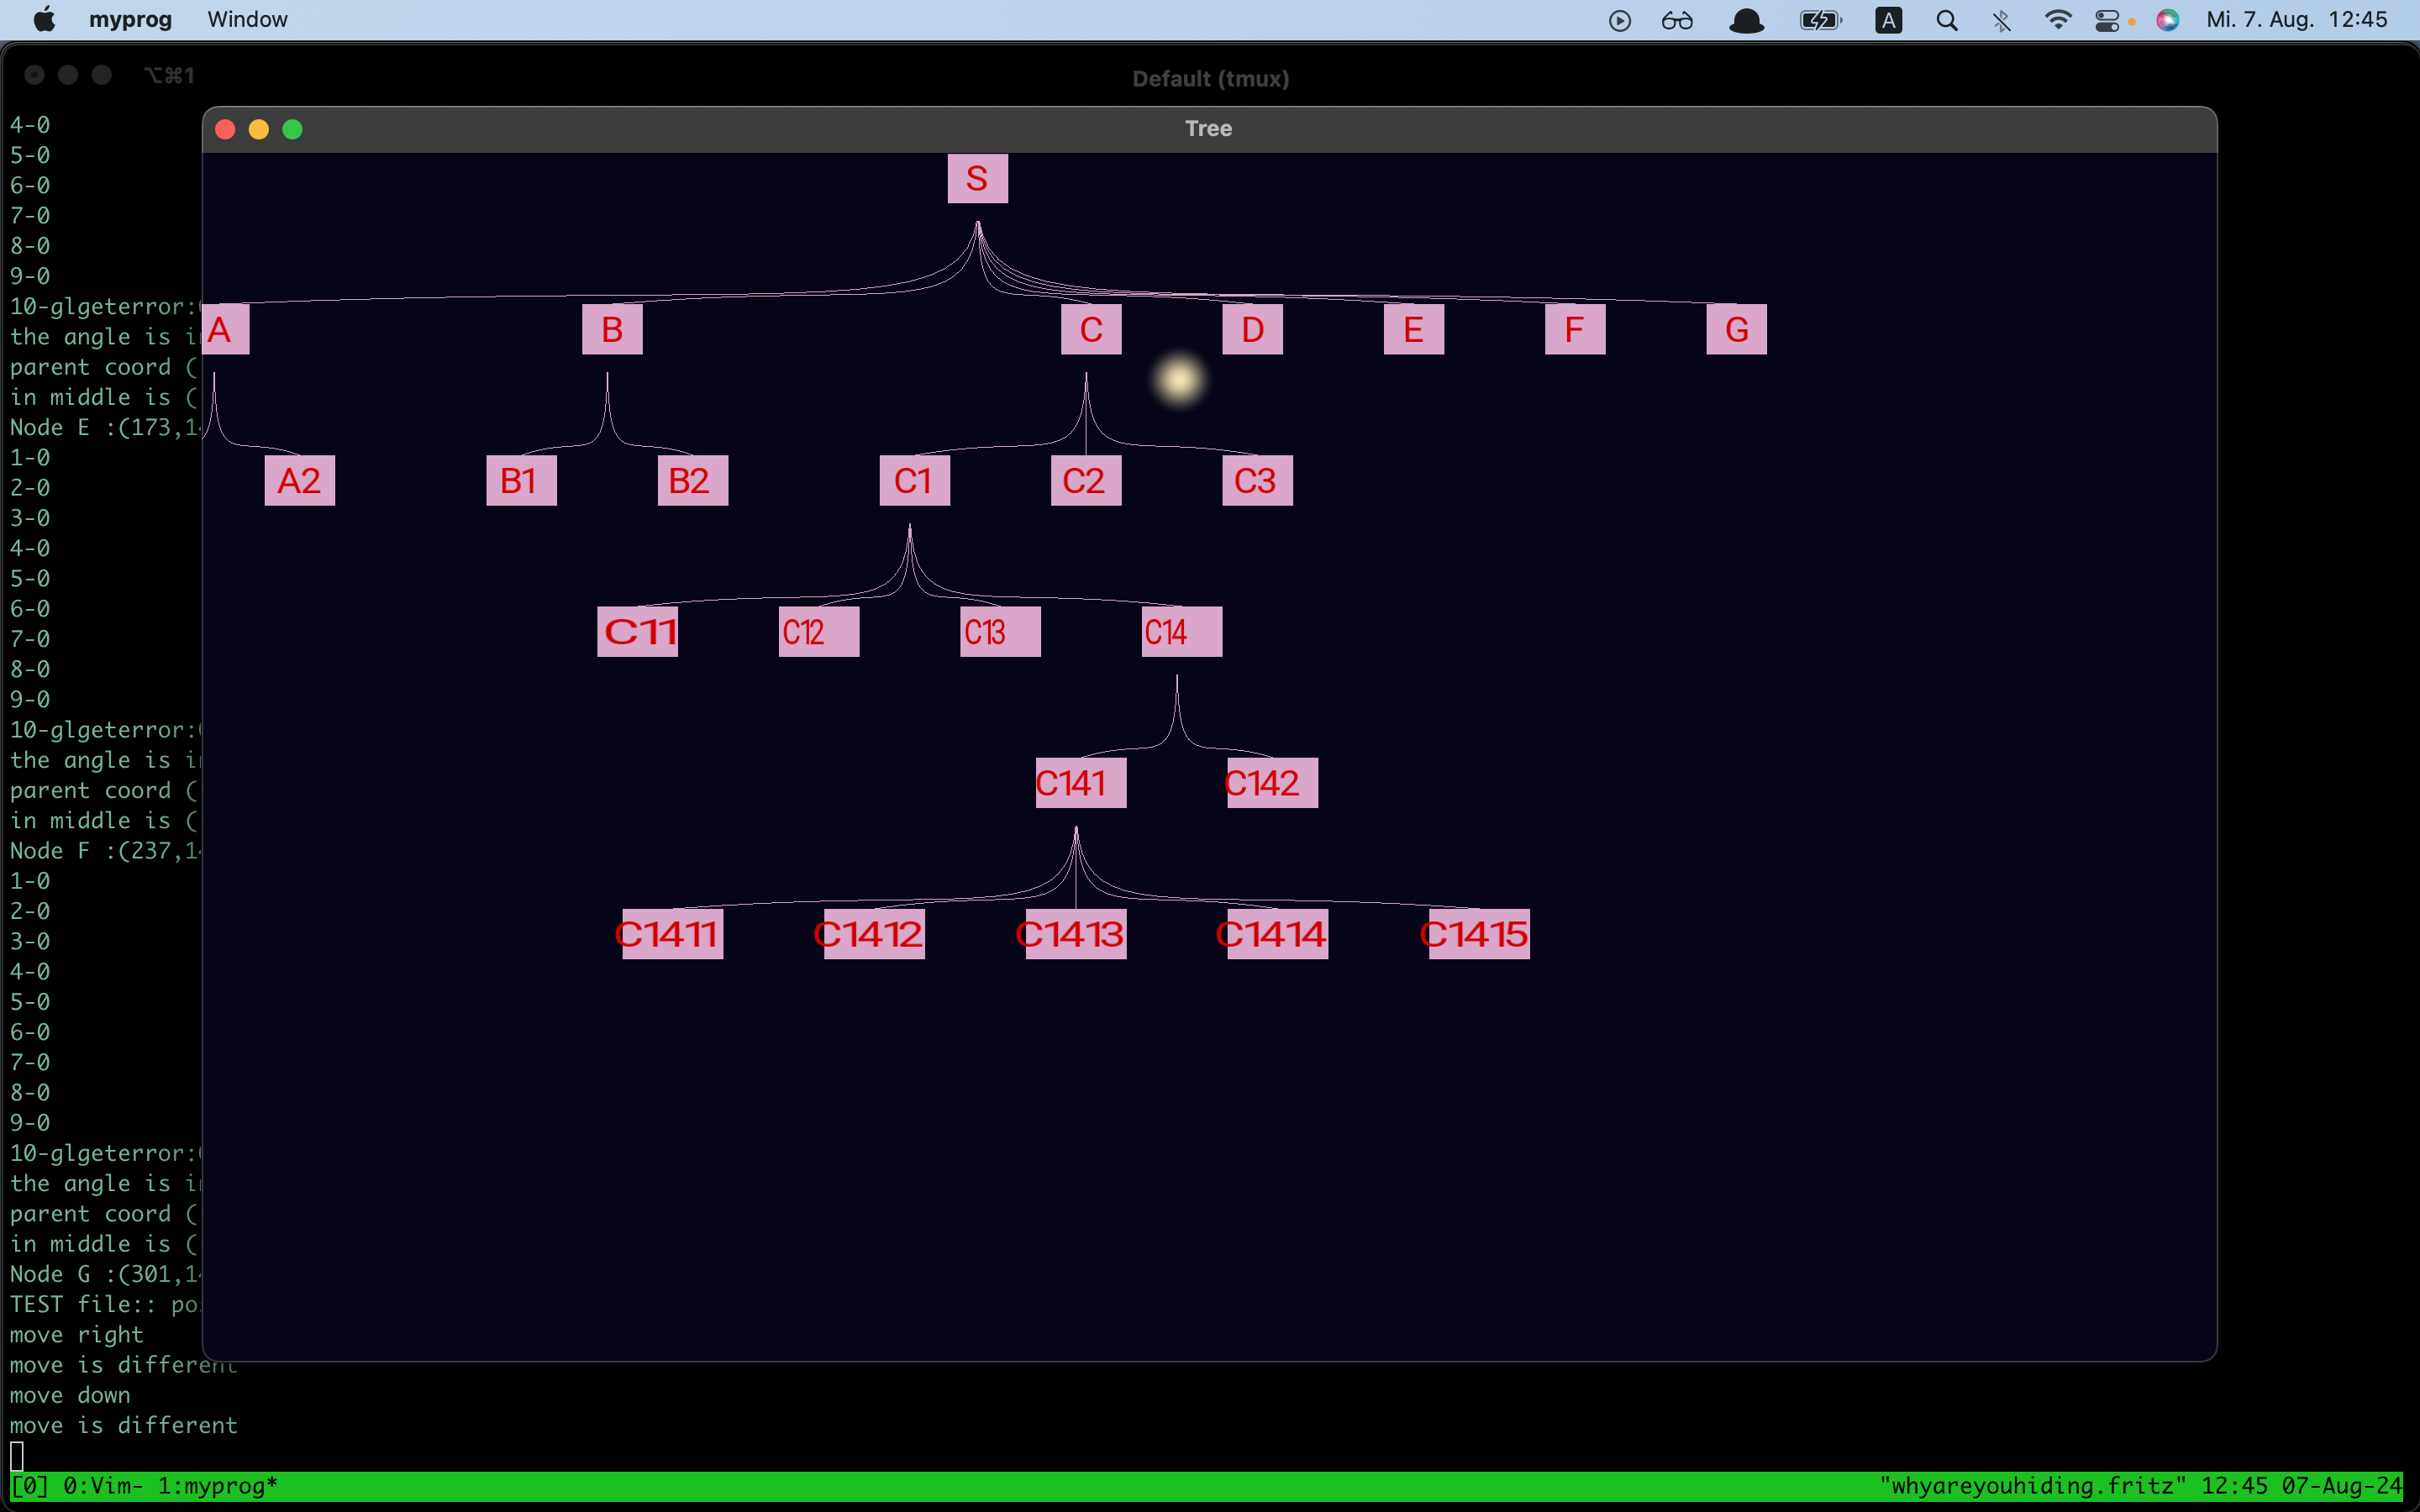 myprog Window A Mi. 7. Aug. 12:45
⌥⌘1 Default (tmux)
Tree
4-0
5-0
6-0
7-0
8-0
9-0
10-glgeterror:
the angle is
parent coord (
in middle is (
Node E :(173,
1-0
2-0
3-0
4-0
5-0
6-0
7-0
8-0
9-0
10-glgeterror:
the angle is
parent coord (
in middle is (
Node F :(237,
1-0
2-0
3-0
4-0
5-0
6-0
7-0
8-0
9-0
10-glgeterror:
the angle is
parent coord (
in middle is (
Node G :(301,
TEST file::
move right
move is different
move down
move is different
S
A B C D E F G
A2 B1 B2 C1 C2 C3
C11 C12 C13 C14
C141 C142
C1411 C1412 C1413 C1414 C1415
[0] 0:Vim- 1:myprog* "whyareyouhiding.fritz" 12:45 07-Aug-24